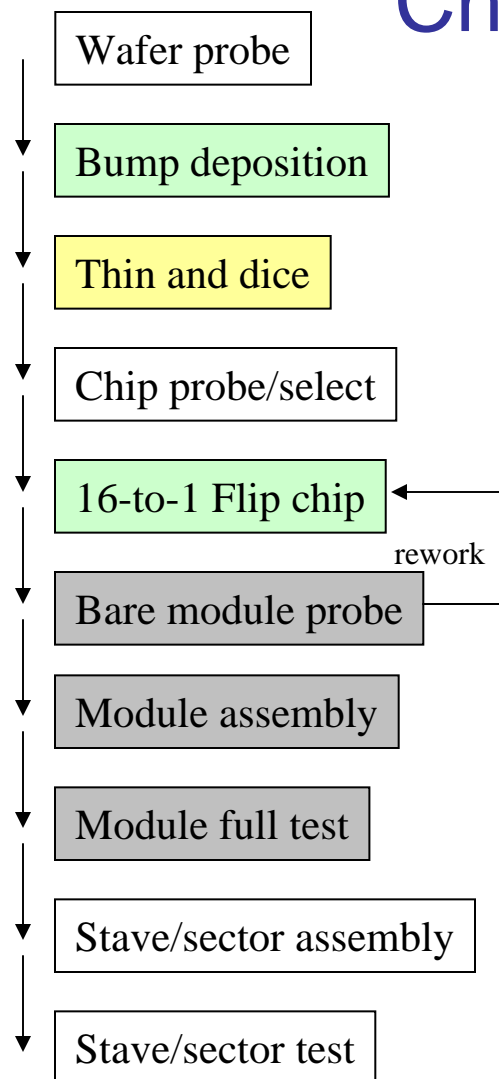 Wafer probe
Bump deposition
Thin and dice
Chip probe/select
16-to-1 Flip chip
rework
Bare module probe
Module assembly
Module full test
Stave/sector assembly
Stave/sector test